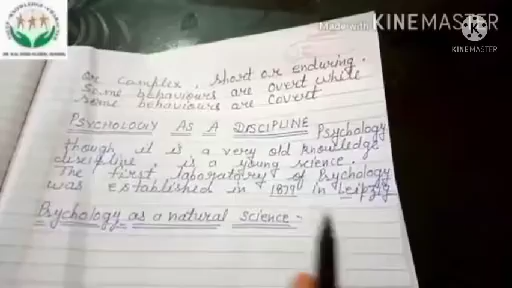 Made with KINEMASTER
KINEMASTER
or complex, short or enduring.
Some behaviours are overt while
some behaviours are covert
PSYCHOLOGY AS A DISCIPLINE Psychology
though it is a very old knowledge
discipline, is a young science.
The first laboratory of Psychology
was established in 1879 in Leipzig
Psychology as a natural science-